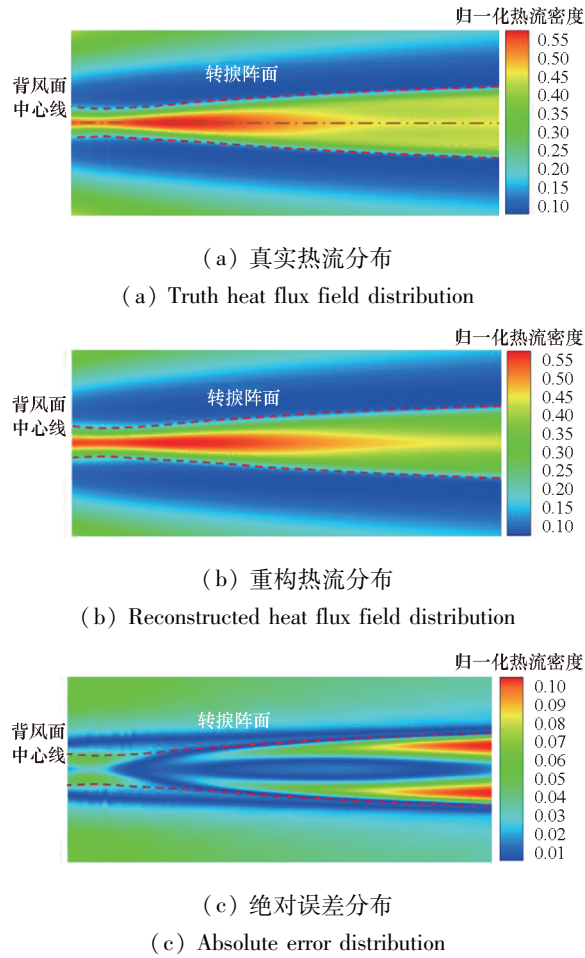 归一化热流密度
0.55
0.50
0.45
0.40
0.35
0.30
0.25
0.20
0.15
0.10
背风面
中心线
转捩阵面
（a）真实热流分布
（a）Truth heat flux field distribution
归一化热流密度
0.55
0.50
0.45
0.40
0.35
0.30
0.25
0.20
0.15
0.10
背风面
中心线
转捩阵面
（b）重构热流分布
（b）Reconstructed heat flux field distribution
归一化热流密度
0.10
0.09
0.08
0.07
0.06
0.05
0.04
0.03
0.02
0.01
背风面
中心线
转捩阵面
（c）绝对误差分布
（c）Absolute error distribution